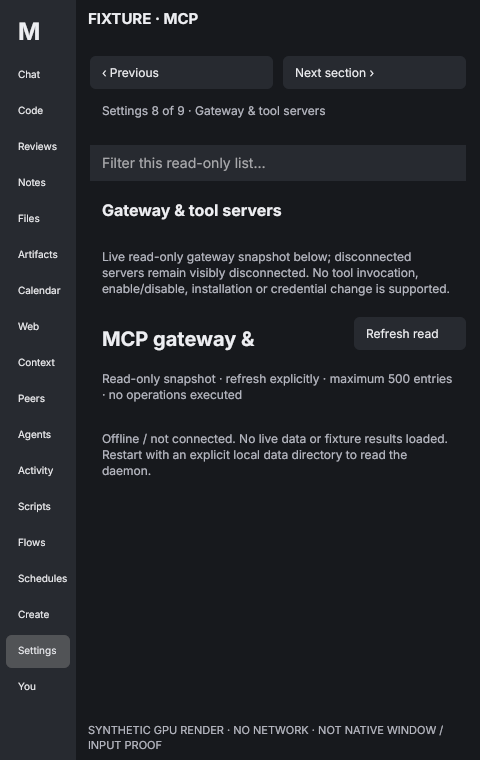 M
Chat
Code
Reviews
Notes
Files
Artifacts
Calendar
Web
Context
Peers
Agents
Activity
Scripts
Flows
Schedules
Create
Settings
You
FIXTURE · MCP
‹ Previous
Next section ›
Settings 8 of 9 · Gateway & tool servers
Filter this read-only list...
Gateway & tool servers
Live read-only gateway snapshot below; disconnected
servers remain visibly disconnected. No tool invocation,
enable/disable, installation or credential change is supported.
MCP gateway &
Refresh read
Read-only snapshot · refresh explicitly · maximum 500 entries
· no operations executed
Offline / not connected. No live data or fixture results loaded.
Restart with an explicit local data directory to read the
daemon.
SYNTHETIC GPU RENDER · NO NETWORK · NOT NATIVE WINDOW /
INPUT PROOF